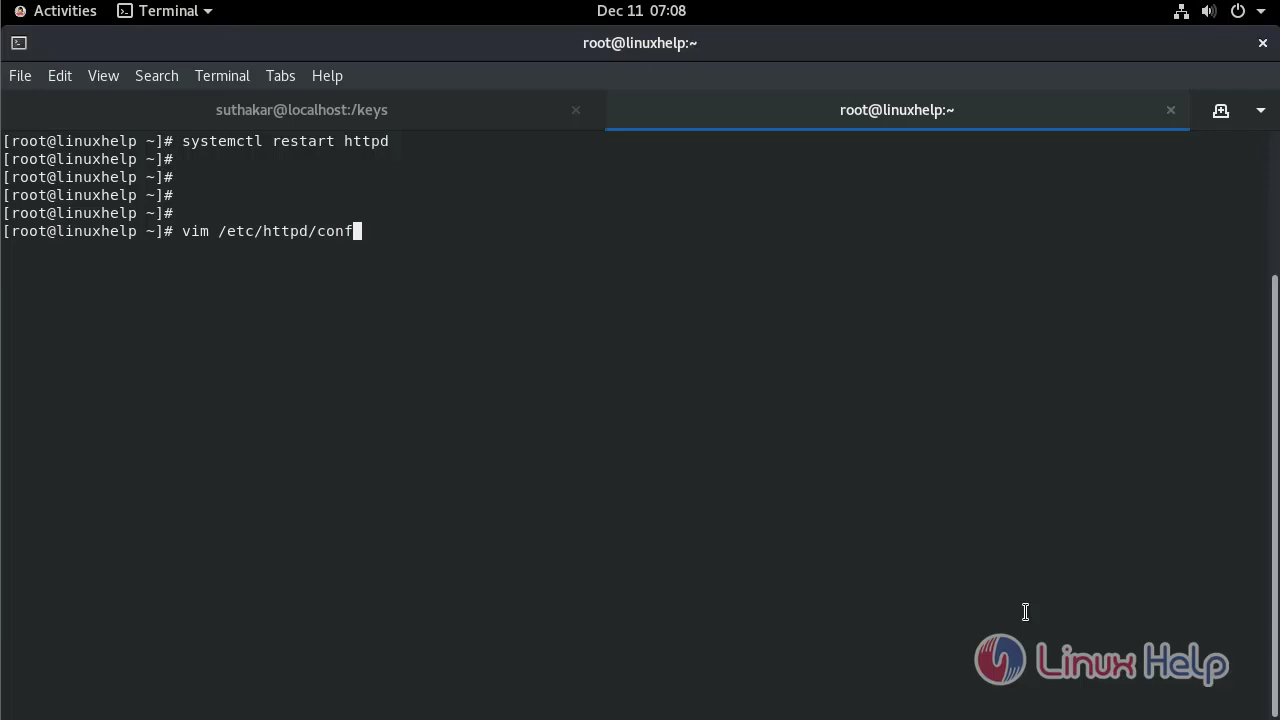 Activities Terminal Dec 11 07:08
root@linuxhelp:~
File Edit View Search Terminal Tabs Help
suthakar@localhost:/keys root@linuxhelp:~
[root@linuxhelp ~]# systemctl restart httpd
[root@linuxhelp ~]#
[root@linuxhelp ~]#
[root@linuxhelp ~]#
[root@linuxhelp ~]#
[root@linuxhelp ~]# vim /etc/httpd/conf
Linux Help